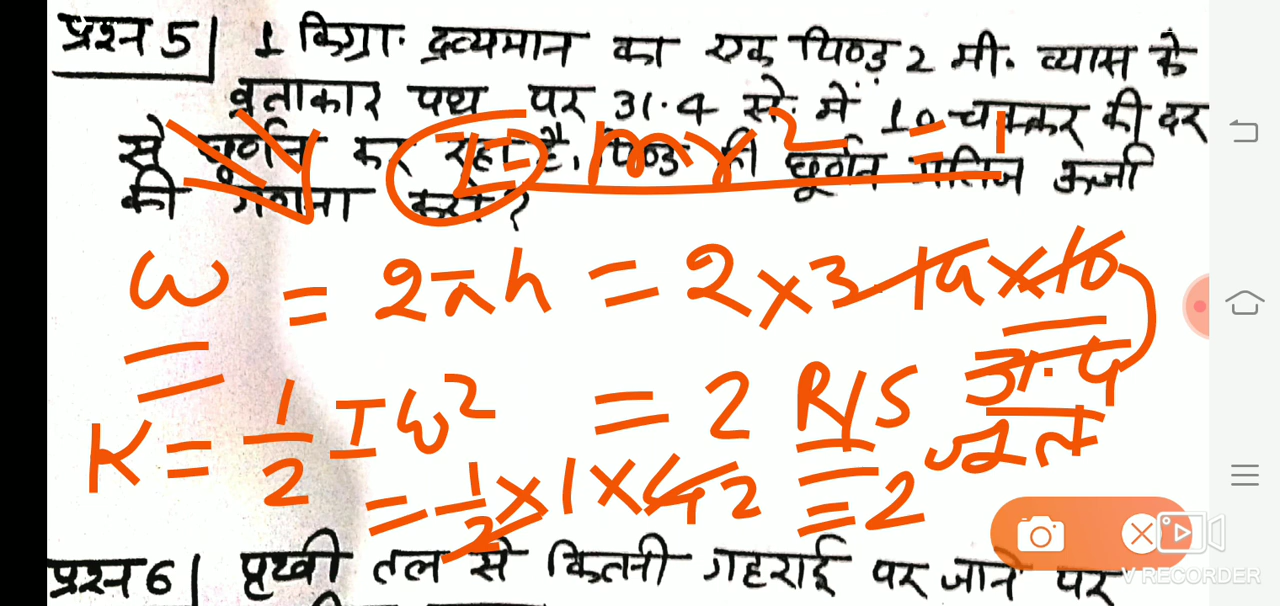 प्रश्न 5| 1 किग्रा. द्रव्यमान का एक पिण्ड 2 मी. व्यास के
वृताकार पथ पर 31.4 से. में 10 चक्कर की दर
से घूर्णन कर रहा है, पिण्ड की घूर्णन गतिज ऊर्जा
की गणना करो?
I = mr² = 1
ω = 2πn = 2 × 3.14 × 10
31.4
K = 1/2 Iω² = 2 R/S
= 1/2 × 1 × 2 = 2
V RECORDER
प्रश्न 6| पृथ्वी तल से कितनी गहराई पर जाने पर